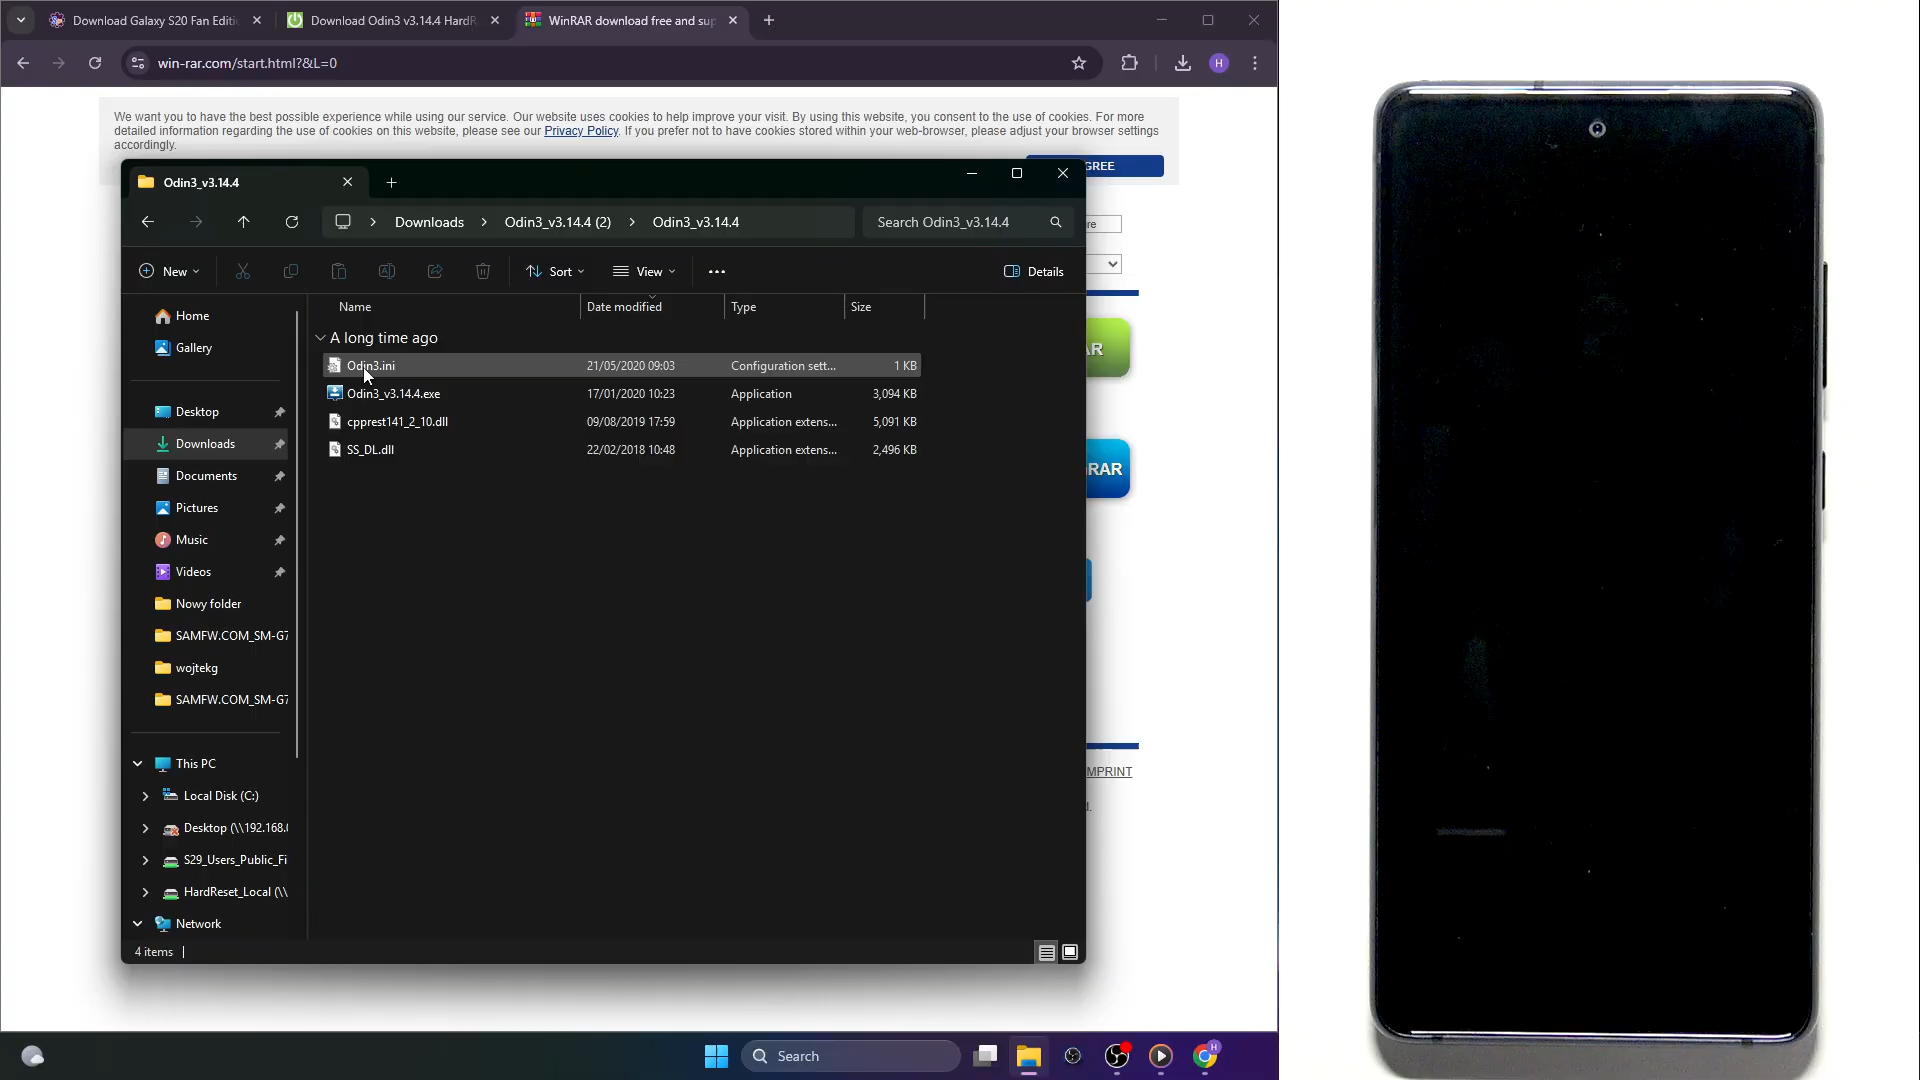 Download Galaxy S20 Fan Editi
Download Odin3 v3.14.4 HardR
WinRAR download free and sup
win-rar.com/start.html?&L=0
H
We want you to have the best possible experience while using our service. Our website uses cookies to help improve your visit. By using this website, you consent to the use of cookies. For more
detailed information regarding the use of cookies on this website, please see our Privacy Policy. If you prefer not to have cookies stored within your web-browser, please adjust your browser settings
accordingly.
GREE
Odin3_v3.14.4
Downloads > Odin3_v3.14.4 (2) > Odin3_v3.14.4
Search Odin3_v3.14.4
re
New
Sort
View
Details
Name
Date modified
Type
Size
A long time ago
Odin3.ini 21/05/2020 09:03 Configuration sett... 1 KB
Odin3_v3.14.4.exe 17/01/2020 10:23 Application 3,094 KB
cpprest141_2_10.dll 09/08/2019 17:59 Application extens... 5,091 KB
SS_DL.dll 22/02/2018 10:48 Application extens... 2,496 KB
Home
Gallery
Desktop
Downloads
Documents
Pictures
Music
Videos
Nowy folder
SAMFW.COM_SM-G7
wojtekg
SAMFW.COM_SM-G7
This PC
Local Disk (C:)
Desktop (\\192.168.
S29_Users_Public_Fi
HardReset_Local (\\
Network
4 items
AR
RAR
MPRINT
d.
Search
H